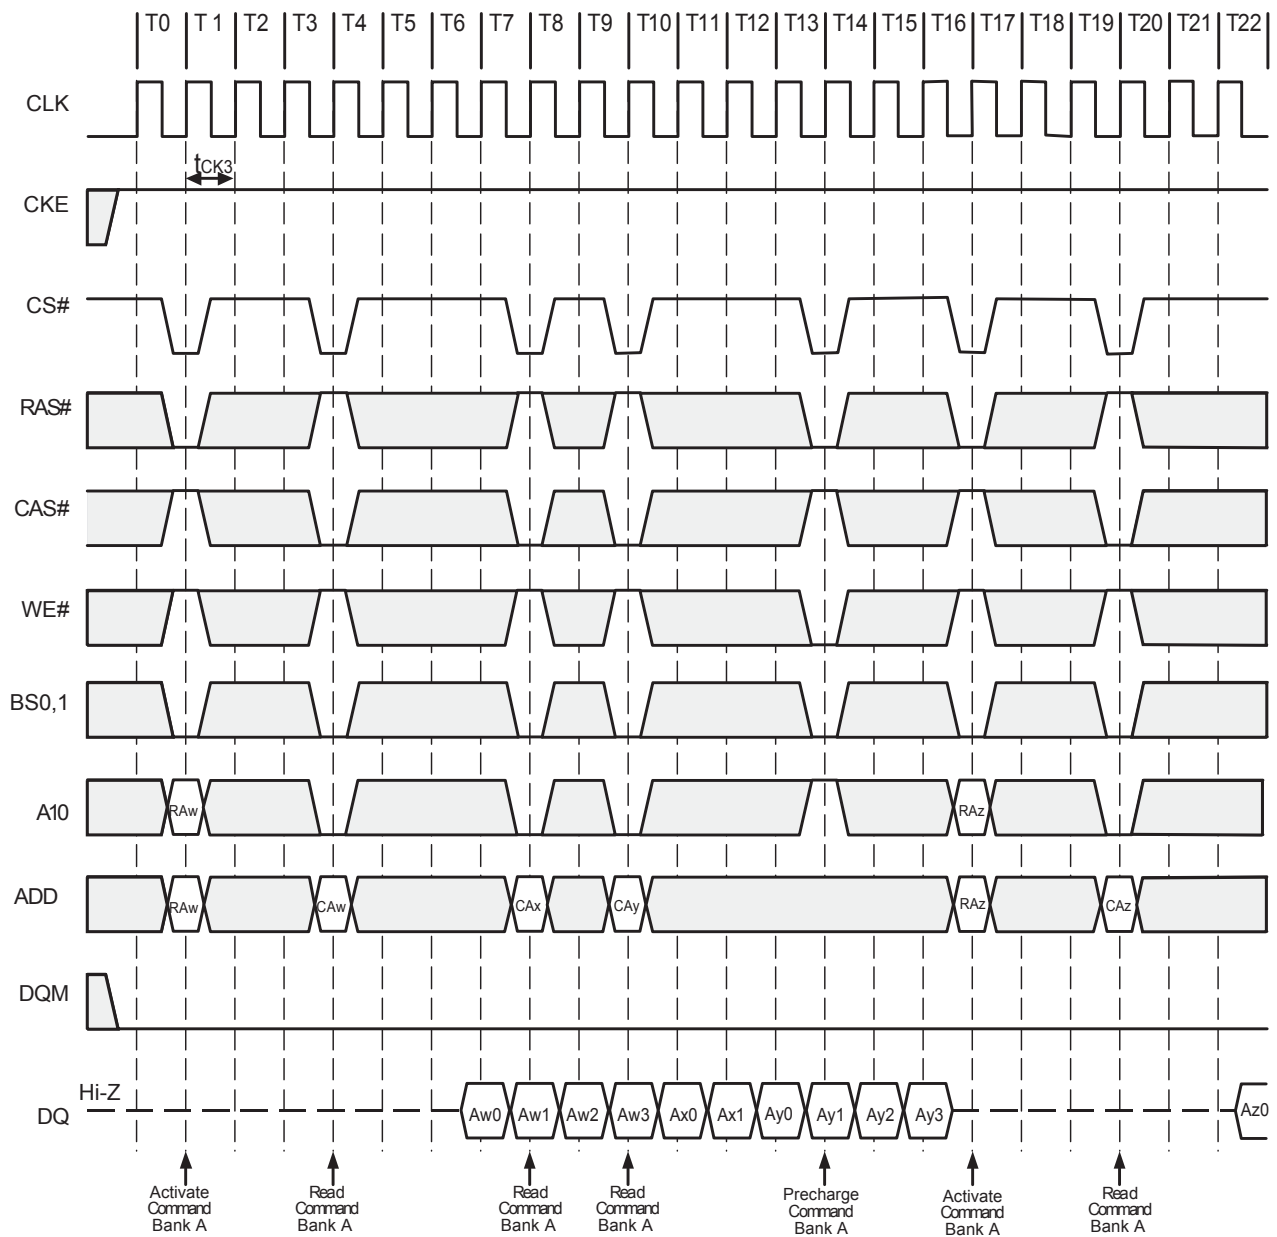 T0 T 1 T2 T3 T4 T5 T6 T7 T8 T9 T10 T11 T12 T13 T14 T15 T16 T17 T18 T19 T20 T21 T22
CLK
tCK3
CKE
CS#
RAS#
CAS#
WE#
BS0,1
A10 RAw RAz
ADD RAw CAw CAx CAy RAz CAz
DQM
Hi-Z
DQ Aw0 Aw1 Aw2 Aw3 Ax0 Ax1 Ay0 Ay1 Ay2 Ay3 Az0
Activate
Command
Bank A
Read
Command
Bank A
Read
Command
Bank A
Read
Command
Bank A
Precharge
Command
Bank A
Activate
Command
Bank A
Read
Command
Bank A